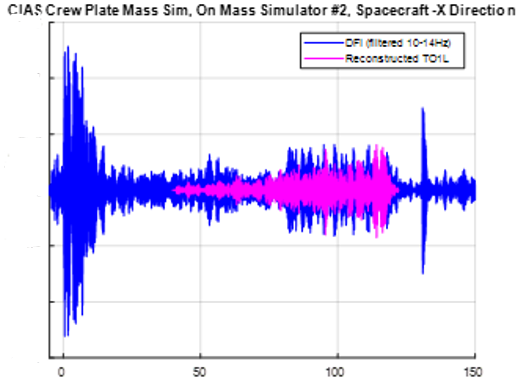 CIAS Crew Plate Mass Sim, On Mass Simulator #2, Spacecraft -X Direction
DFI (filtered 10-14Hz)
Reconstructed TO1L
0 50 100 150